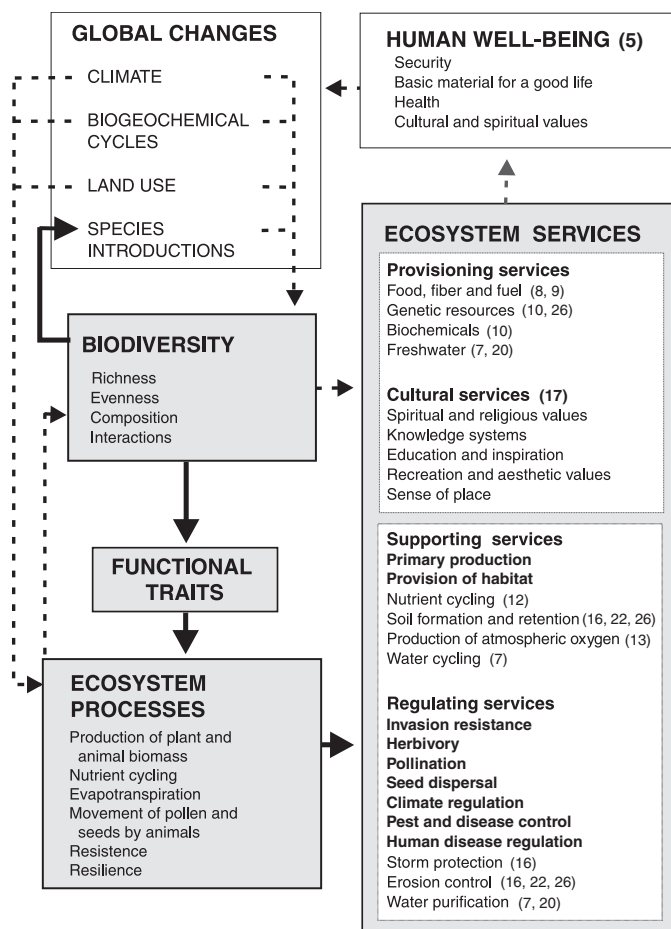 GLOBAL CHANGES
CLIMATE
BIOGEOCHEMICAL
CYCLES
LAND USE
SPECIES
INTRODUCTIONS
HUMAN WELL-BEING (5)
Security
Basic material for a good life
Health
Cultural and spiritual values
BIODIVERSITY
Richness
Evenness
Composition
Interactions
FUNCTIONAL
TRAITS
ECOSYSTEM
PROCESSES
Production of plant and
animal biomass
Nutrient cycling
Evapotranspiration
Movement of pollen and
seeds by animals
Resistence
Resilience
ECOSYSTEM SERVICES
Provisioning services
Food, fiber and fuel (8, 9)
Genetic resources (10, 26)
Biochemicals (10)
Freshwater (7, 20)
Cultural services (17)
Spiritual and religious values
Knowledge systems
Education and inspiration
Recreation and aesthetic values
Sense of place
Supporting services
Primary production
Provision of habitat
Nutrient cycling (12)
Soil formation and retention (16, 22, 26)
Production of atmospheric oxygen (13)
Water cycling (7)
Regulating services
Invasion resistance
Herbivory
Pollination
Seed dispersal
Climate regulation
Pest and disease control
Human disease regulation
Storm protection (16)
Erosion control (16, 22, 26)
Water purification (7, 20)